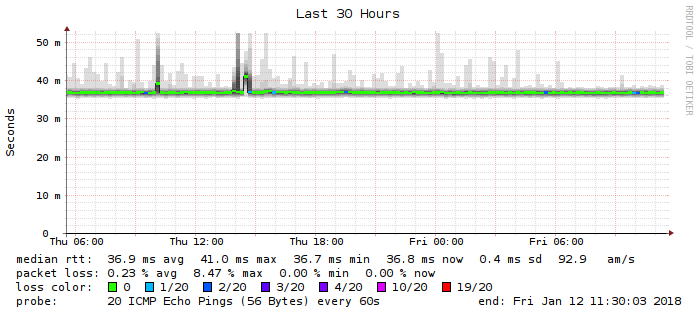 Last 30 Hours
RRDTOOL / TOBI OETIKER
Seconds
50 m
40 m
30 m
20 m
10 m
0
Thu 06:00 Thu 12:00 Thu 18:00 Fri 00:00 Fri 06:00
median rtt: 36.9 ms avg 41.0 ms max 36.7 ms min 36.8 ms now 0.4 ms sd 92.9 am/s
packet loss: 0.23 % avg 8.47 % max 0.00 % min 0.00 % now
loss color: 0 1/20 2/20 3/20 4/20 10/20 19/20
probe: 20 ICMP Echo Pings (56 Bytes) every 60s end: Fri Jan 12 11:30:03 2018